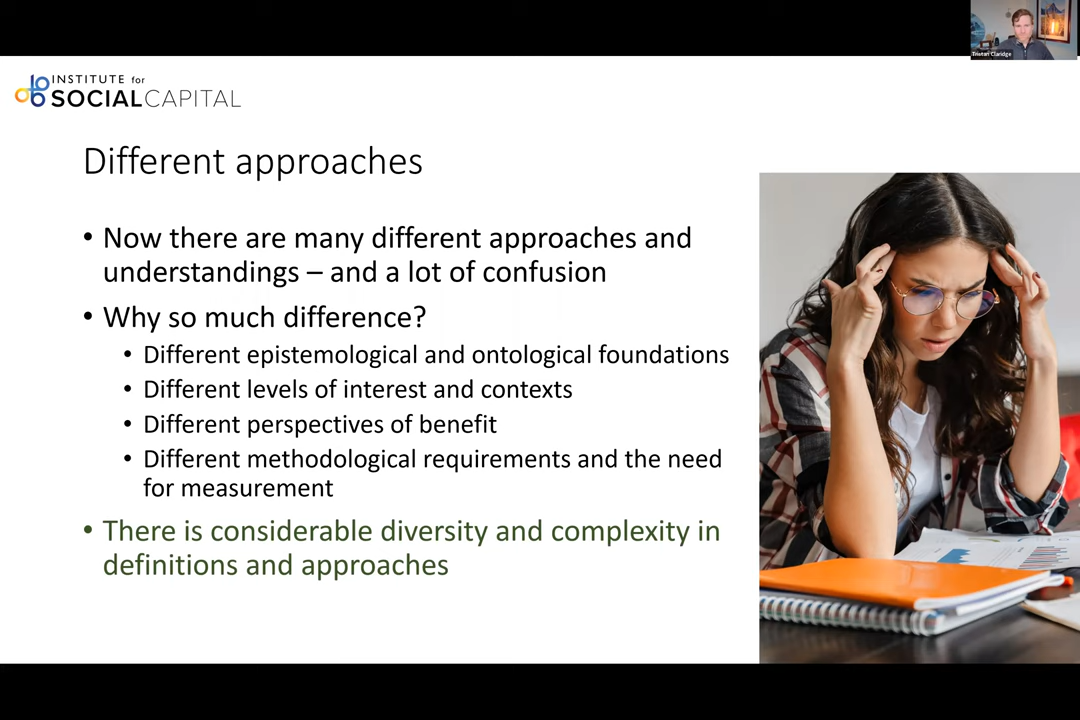 Tristan Claridge
INSTITUTE for
SOCIALCAPITAL
Different approaches
• Now there are many different approaches and
understandings – and a lot of confusion
• Why so much difference?
• Different epistemological and ontological foundations
• Different levels of interest and contexts
• Different perspectives of benefit
• Different methodological requirements and the need
for measurement
• There is considerable diversity and complexity in
definitions and approaches